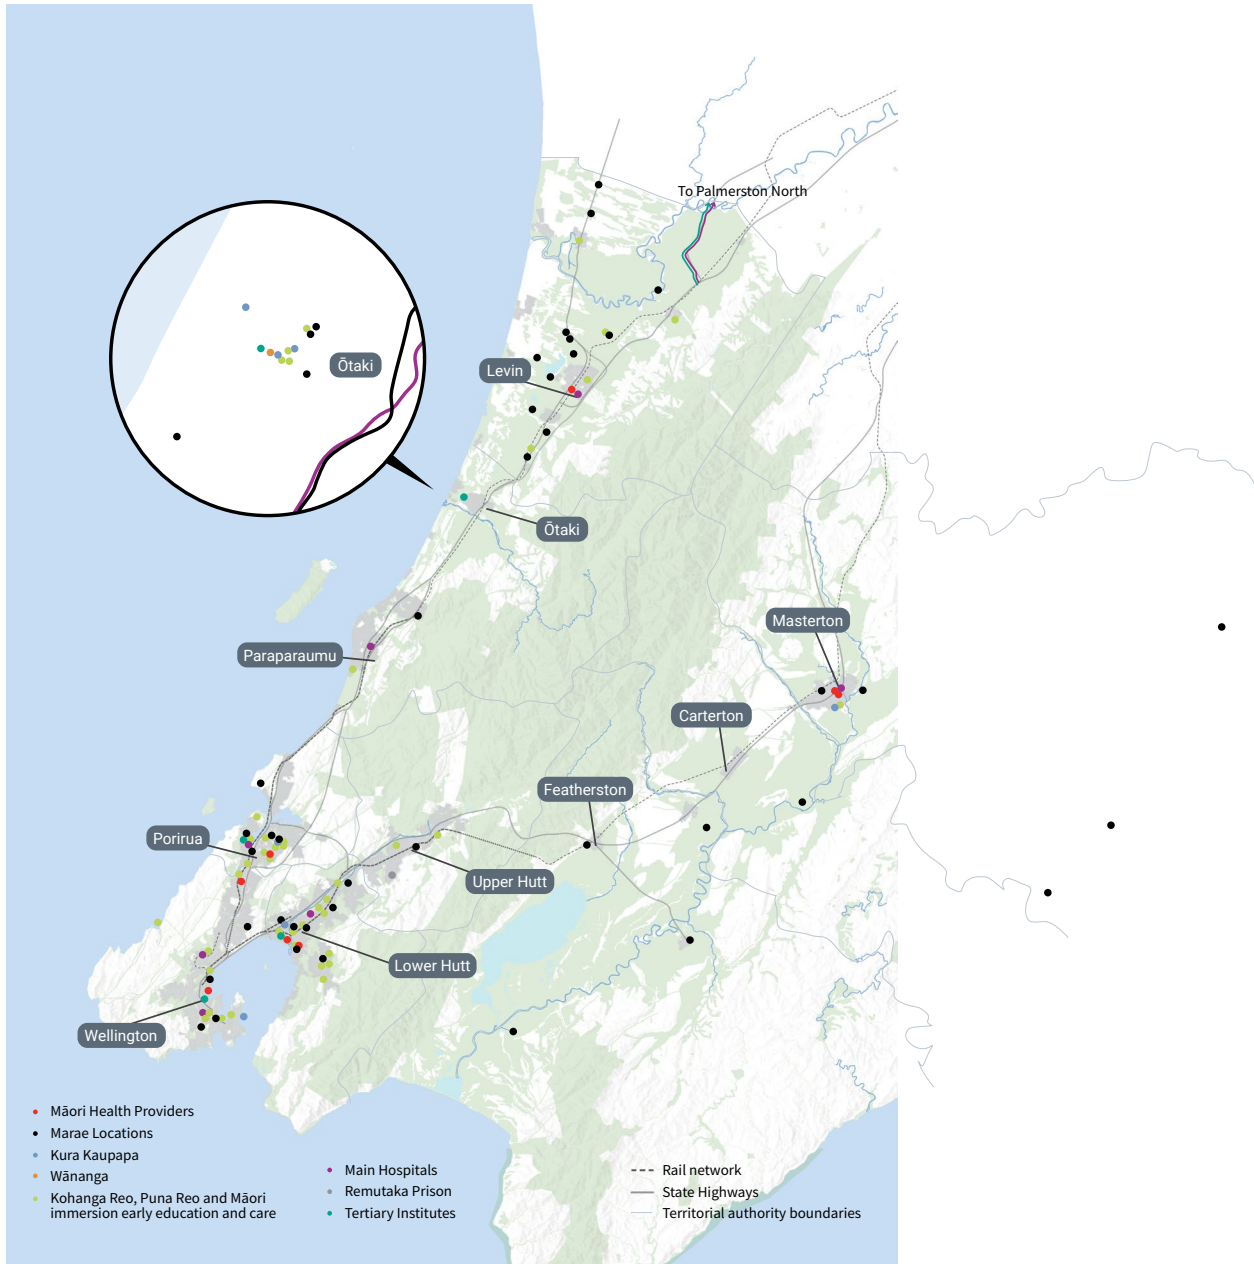 To Palmerston North
Ōtaki
Levin
Ōtaki
Masterton
Paraparaumu
Carterton
Featherston
Porirua
Upper Hutt
Lower Hutt
Wellington
Māori Health Providers
Marae Locations
Kura Kaupapa
Wānanga
Kohanga Reo, Puna Reo and Māori
immersion early education and care
Main Hospitals
Remutaka Prison
Tertiary Institutes
Rail network
State Highways
Territorial authority boundaries